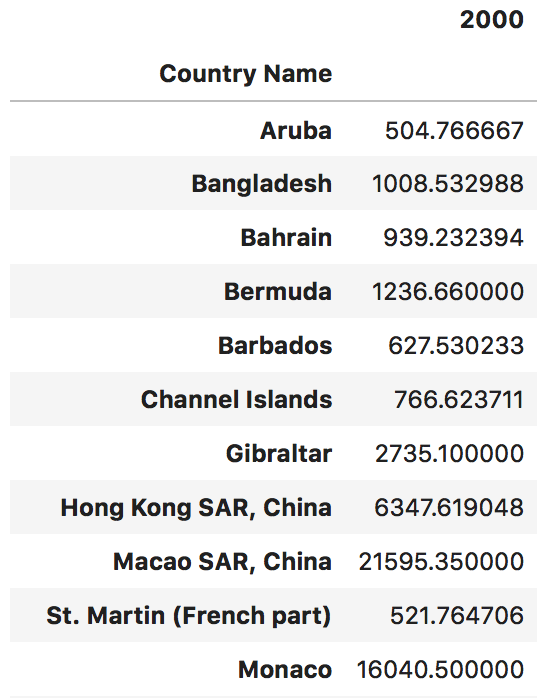 2000
Country Name
Aruba 504.766667
Bangladesh 1008.532988
Bahrain 939.232394
Bermuda 1236.660000
Barbados 627.530233
Channel Islands 766.623711
Gibraltar 2735.100000
Hong Kong SAR, China 6347.619048
Macao SAR, China 21595.350000
St. Martin (French part) 521.764706
Monaco 16040.500000